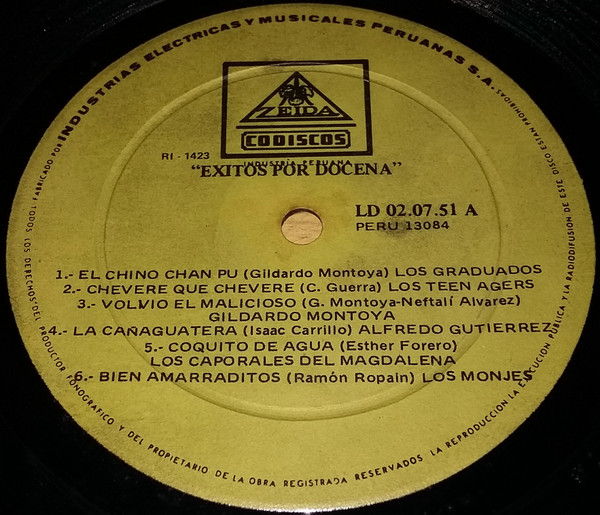 FABRICADO POR INDUSTRIAS ELECTRICAS Y MUSICALES PERUANAS S.A.
ZEIDA
CODISCOS
INDUSTRIA PERUANA
RI - 1423
"EXITOS POR DOCENA"
LD 02.07.51 A
PERU 13084
1.- EL CHINO CHAN PU (Gildardo Montoya) LOS GRADUADOS
2.- CHEVERE QUE CHEVERE (C. Guerra) LOS TEEN AGERS
3.- VOLVIO EL MALICIOSO (G. Montoya-Neftalí Alvarez)
GILDARDO MONTOYA
4.- LA CAÑAGUATERA (Isaac Carrillo) ALFREDO GUTIERREZ
5.- COQUITO DE AGUA (Esther Forero)
LOS CAPORALES DEL MAGDALENA
6.- BIEN AMARRADITOS (Ramón Ropain) LOS MONJES
TODOS LOS DERECHOS DEL PRODUCTOR FONOGRAFICO Y DEL PROPIETARIO DE LA OBRA REGISTRADA RESERVADOS LA REPRODUCCION LA EJECUCION PUBLICA Y LA RADIODIFUSION DE ESTE DISCO ESTAN PROHIBIDAS